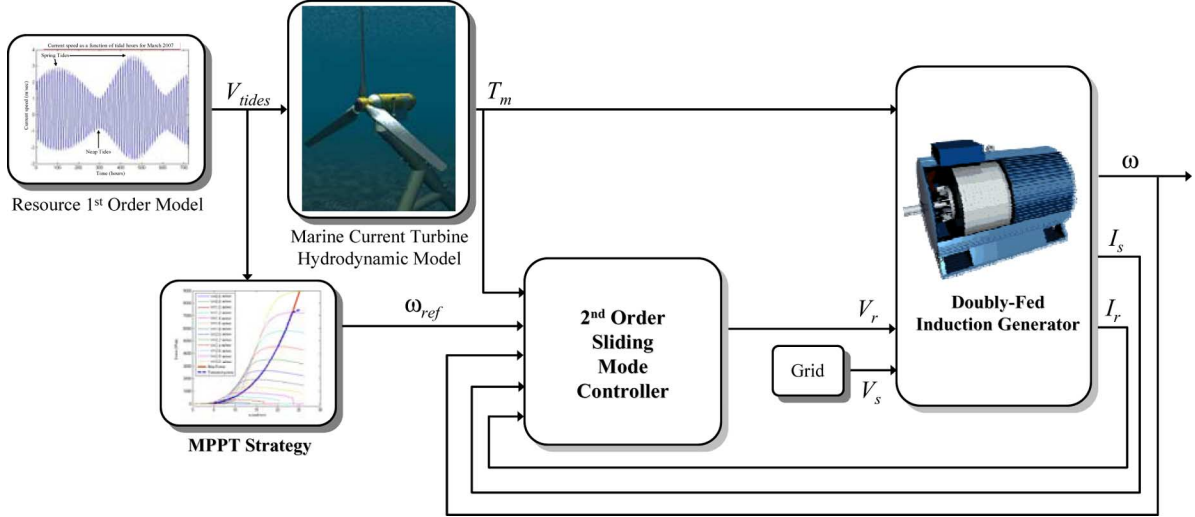 Current speed as a function of tidal hours for March 2007
Spring Tides
Neap Tides
Current speed (m/sec)
Time (hours)
Resource 1st Order Model
V_tides
Marine Current Turbine
Hydrodynamic Model
T_m
MPPT Strategy
ω_ref
2nd Order
Sliding
Mode
Controller
V_r
Grid
V_s
Doubly-Fed
Induction Generator
ω
I_s
I_r